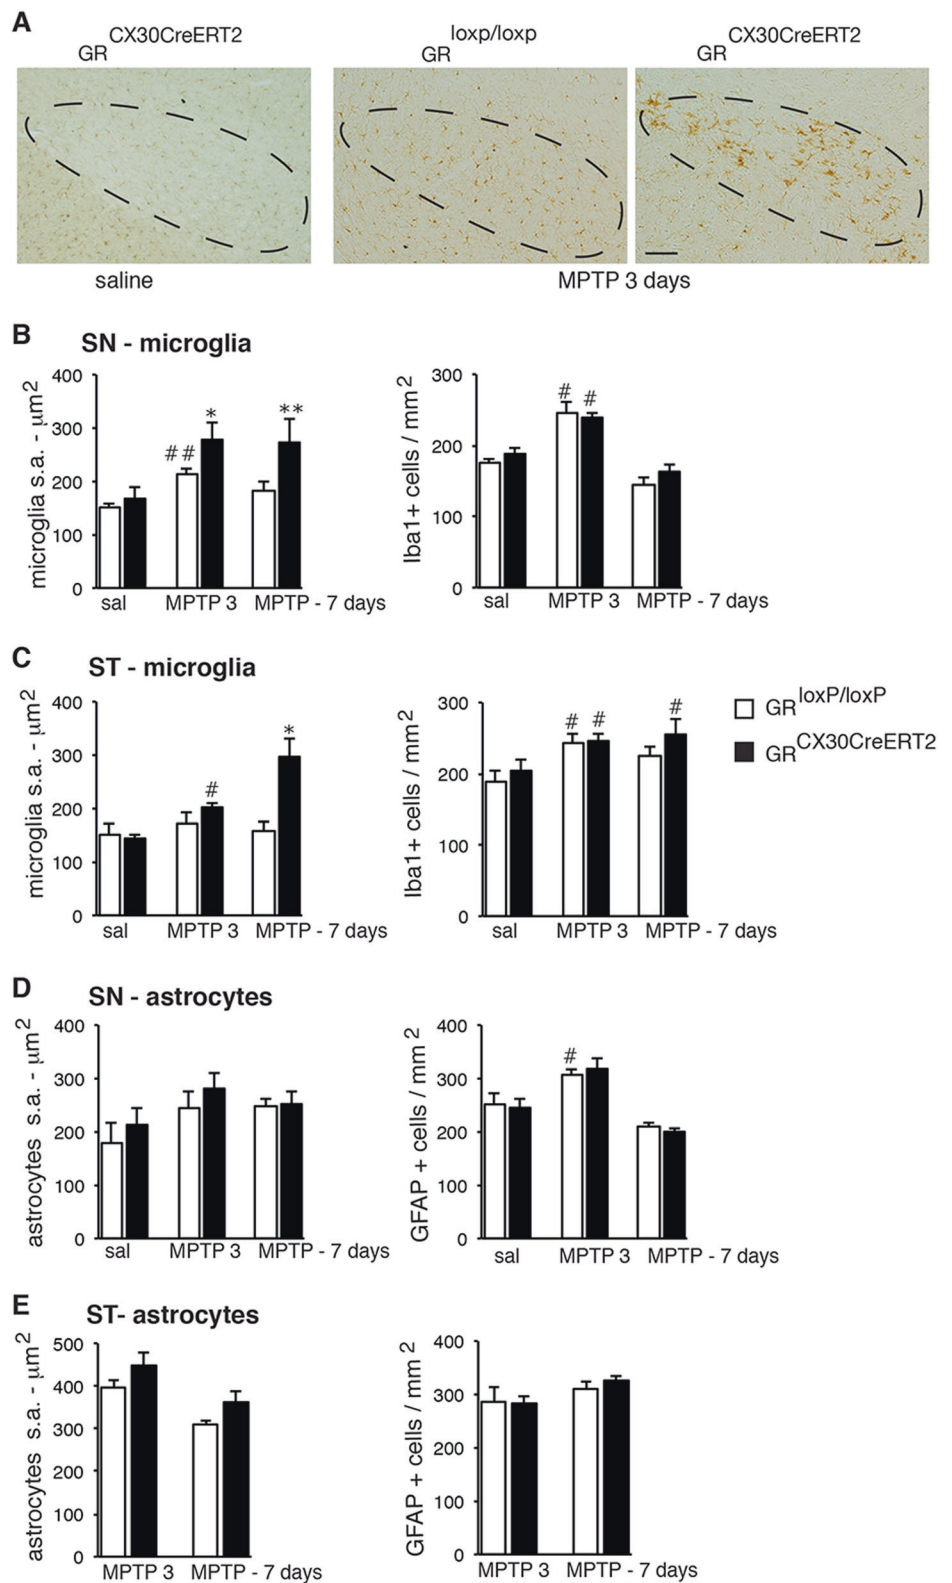 A
GR CX30CreERT2
GR loxp/loxp
GR CX30CreERT2
saline
MPTP 3 days
B SN - microglia
microglia s.a. - μm2
400
300
200
100
0
##
*
**
sal MPTP 3 MPTP - 7 days
Iba1+ cells / mm2
300
200
100
0
# #
sal MPTP 3 MPTP - 7 days
C ST - microglia
microglia s.a. - μm2
400
300
200
100
0
#
*
sal MPTP 3 MPTP - 7 days
Iba1+ cells / mm2
300
200
100
0
# # #
sal MPTP 3 MPTP - 7 days
GR loxP/loxP
GR CX30CreERT2
D SN - astrocytes
astrocytes s.a. - μm2
400
300
200
100
0
sal MPTP 3 MPTP - 7 days
GFAP + cells / mm2
400
300
200
100
0
#
sal MPTP 3 MPTP - 7 days
E ST- astrocytes
astrocytes s.a. - μm2
500
400
300
200
100
0
MPTP 3 MPTP - 7 days
GFAP + cells / mm2
400
300
200
100
0
MPTP 3 MPTP - 7 days